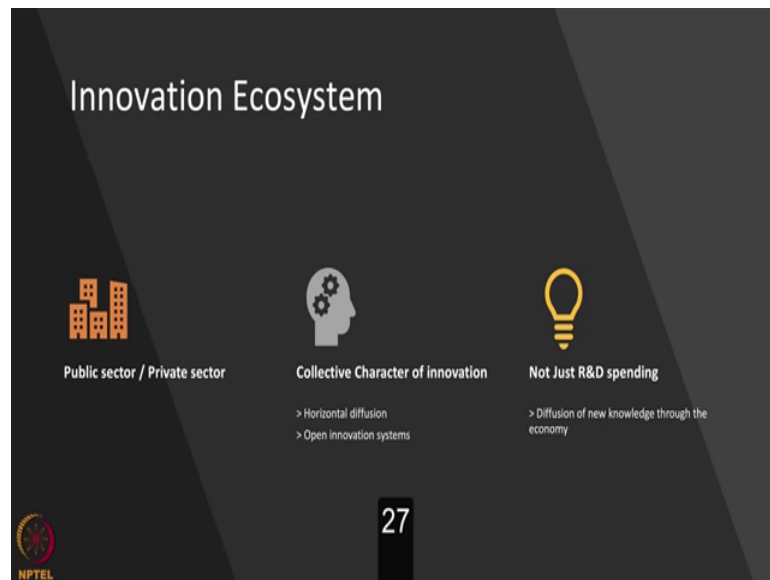 Innovation Ecosystem
Public sector / Private sector
Collective Character of innovation
> Horizontal diffusion
> Open innovation systems
Not Just R&D spending
> Diffusion of new knowledge through the
economy
27
NPTEL